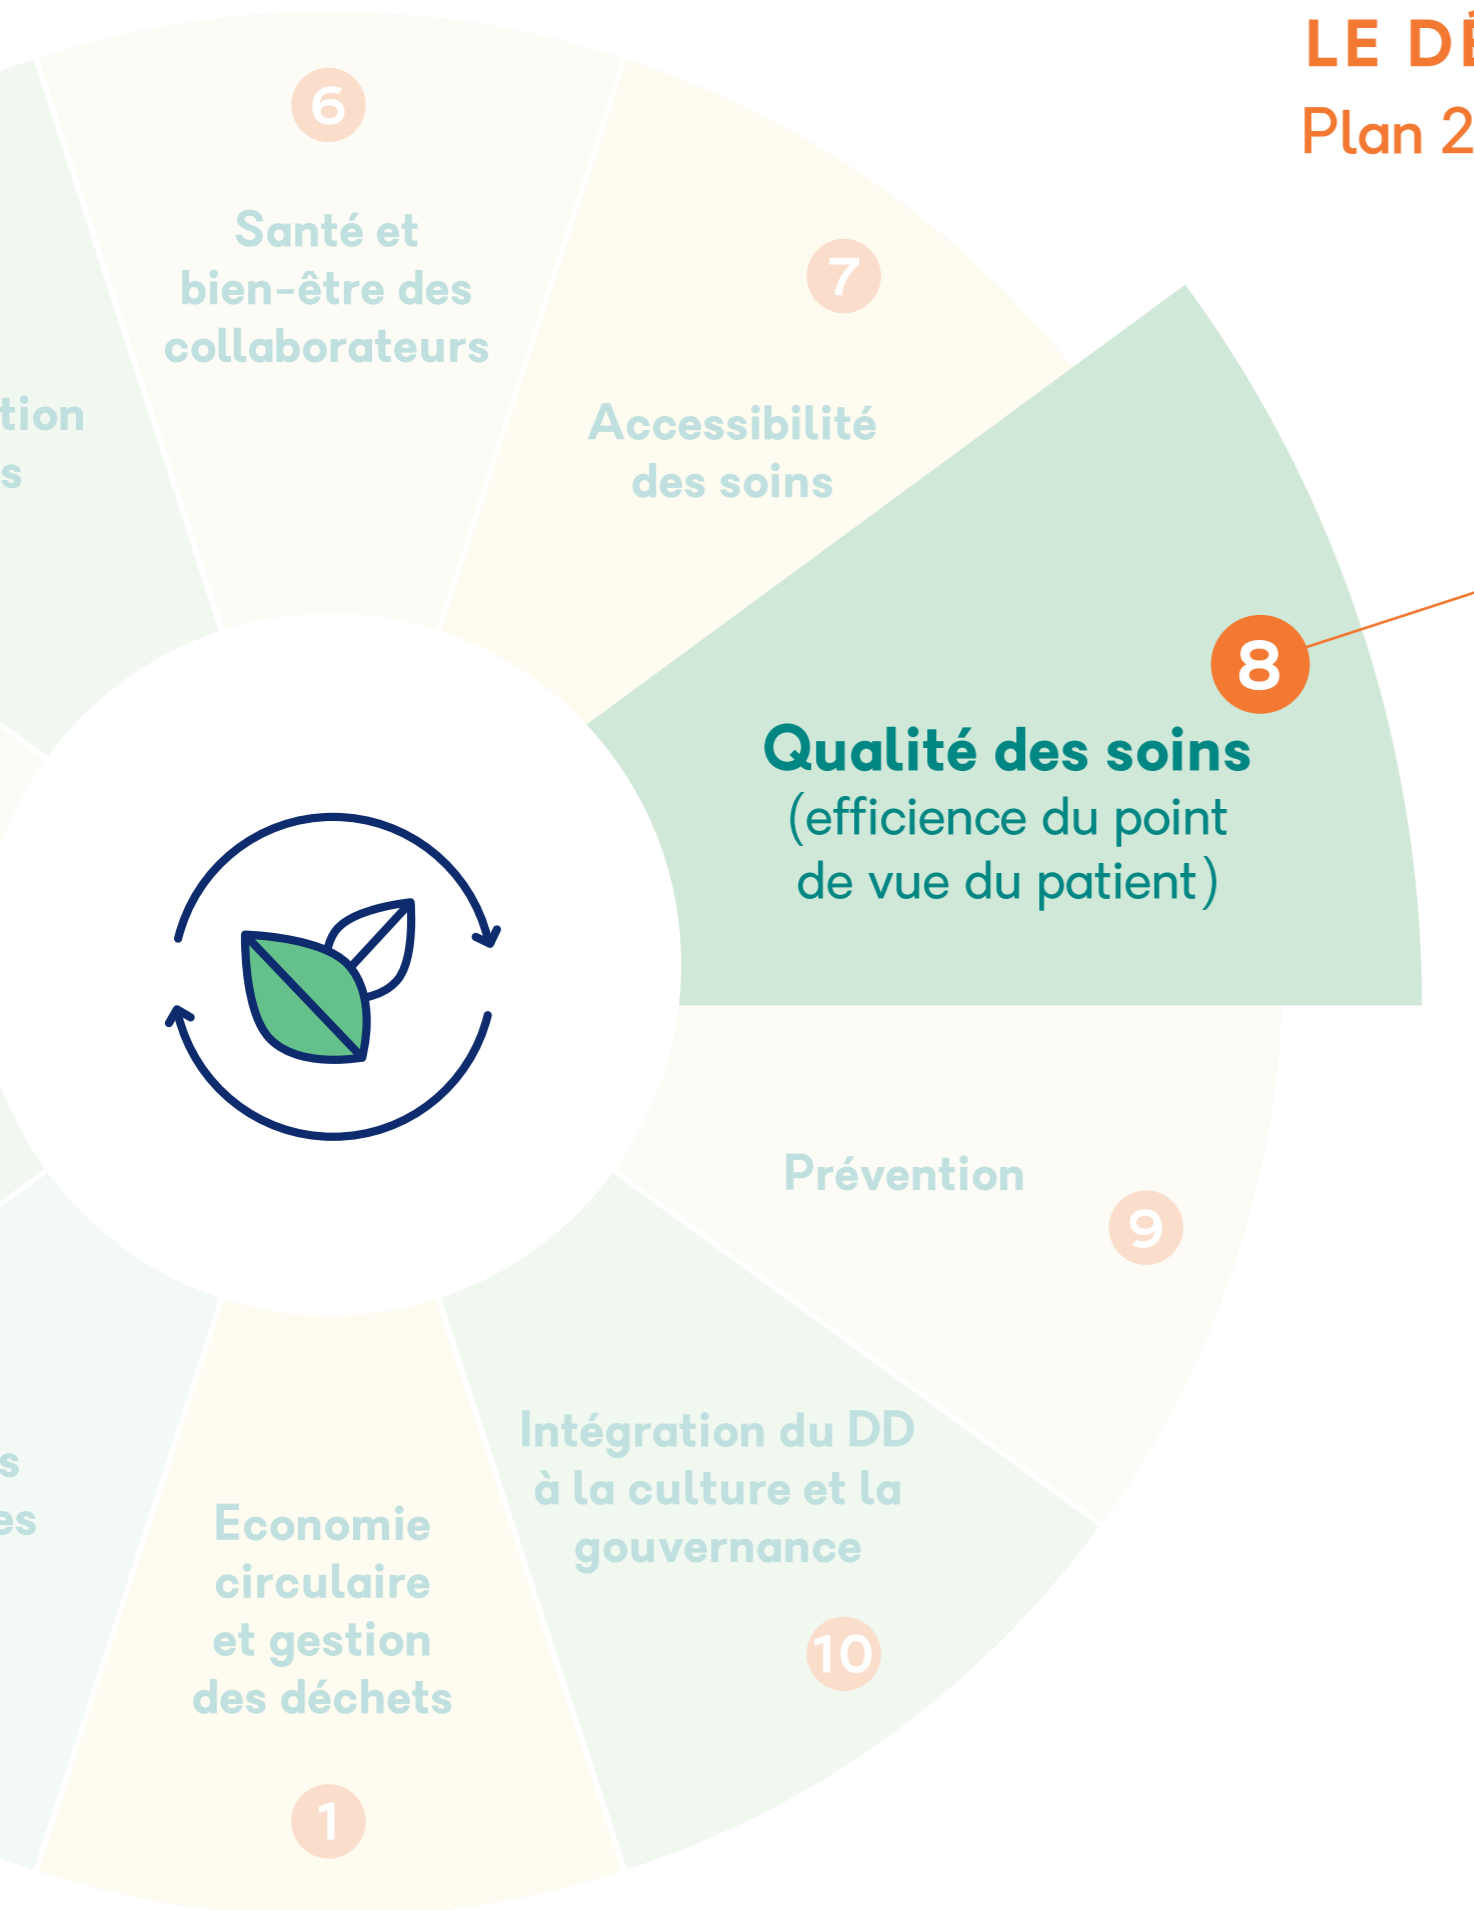 LE DÉ
Plan 2
6
Santé et
bien-être des
collaborateurs
7
Accessibilité
des soins
tion
s
8
Qualité des soins
(efficience du point
de vue du patient)
Prévention
9
Intégration du DD
à la culture et la
gouvernance
10
s
es
Economie
circulaire
et gestion
des déchets
1